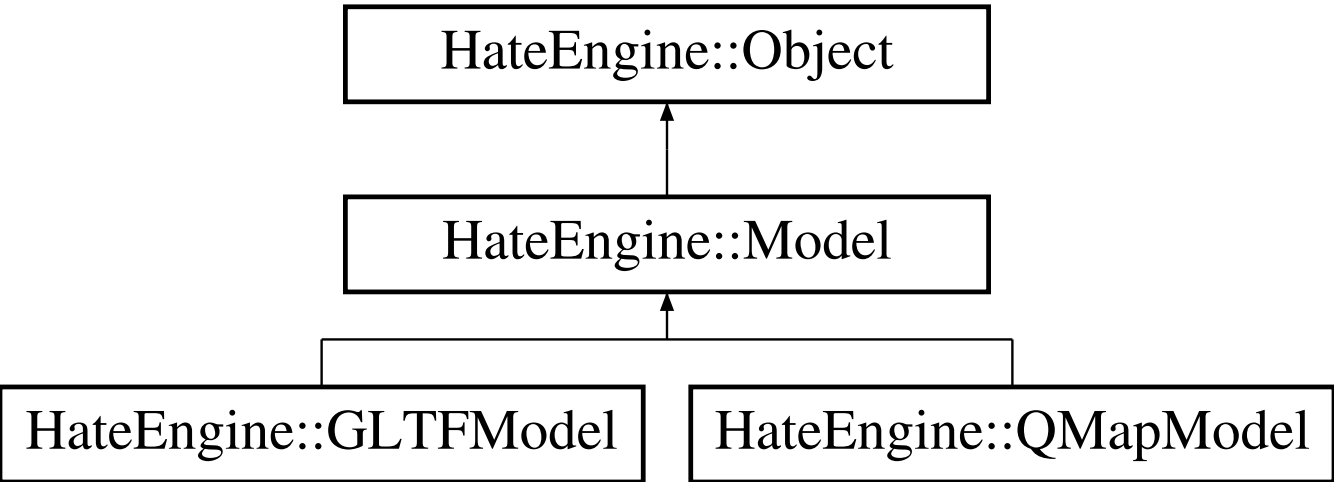 HateEngine::Object
HateEngine::Model
HateEngine::GLTFModel
HateEngine::QMapModel